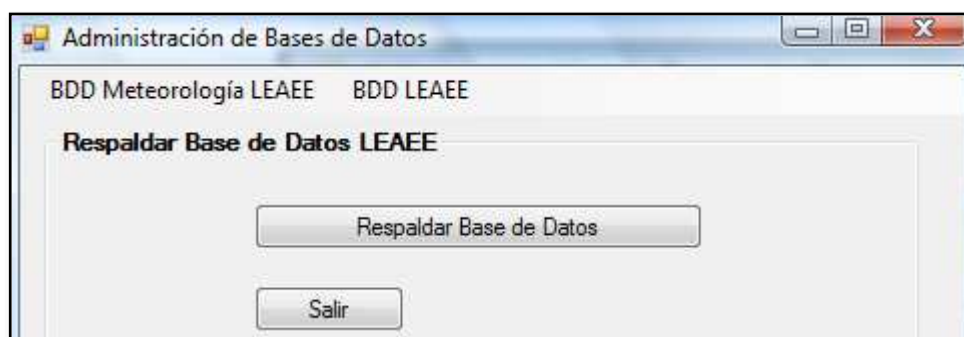 Administración de Bases de Datos
BDD Meteorología LEAEE BDD LEAEE
Respaldar Base de Datos LEAEE
Respaldar Base de Datos
Salir